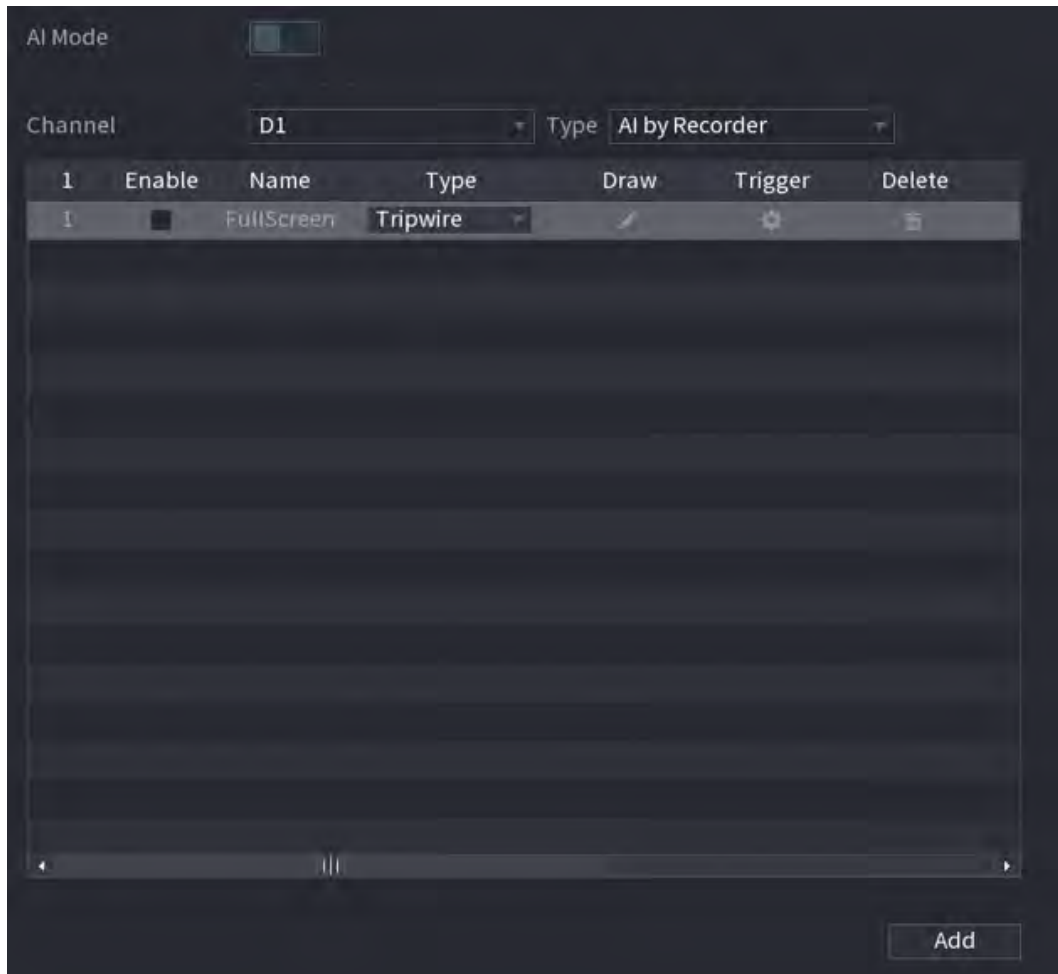 AI Mode
Channel D1 Type AI by Recorder
1 Enable Name Type Draw Trigger Delete
1 FullScreen Tripwire
Add